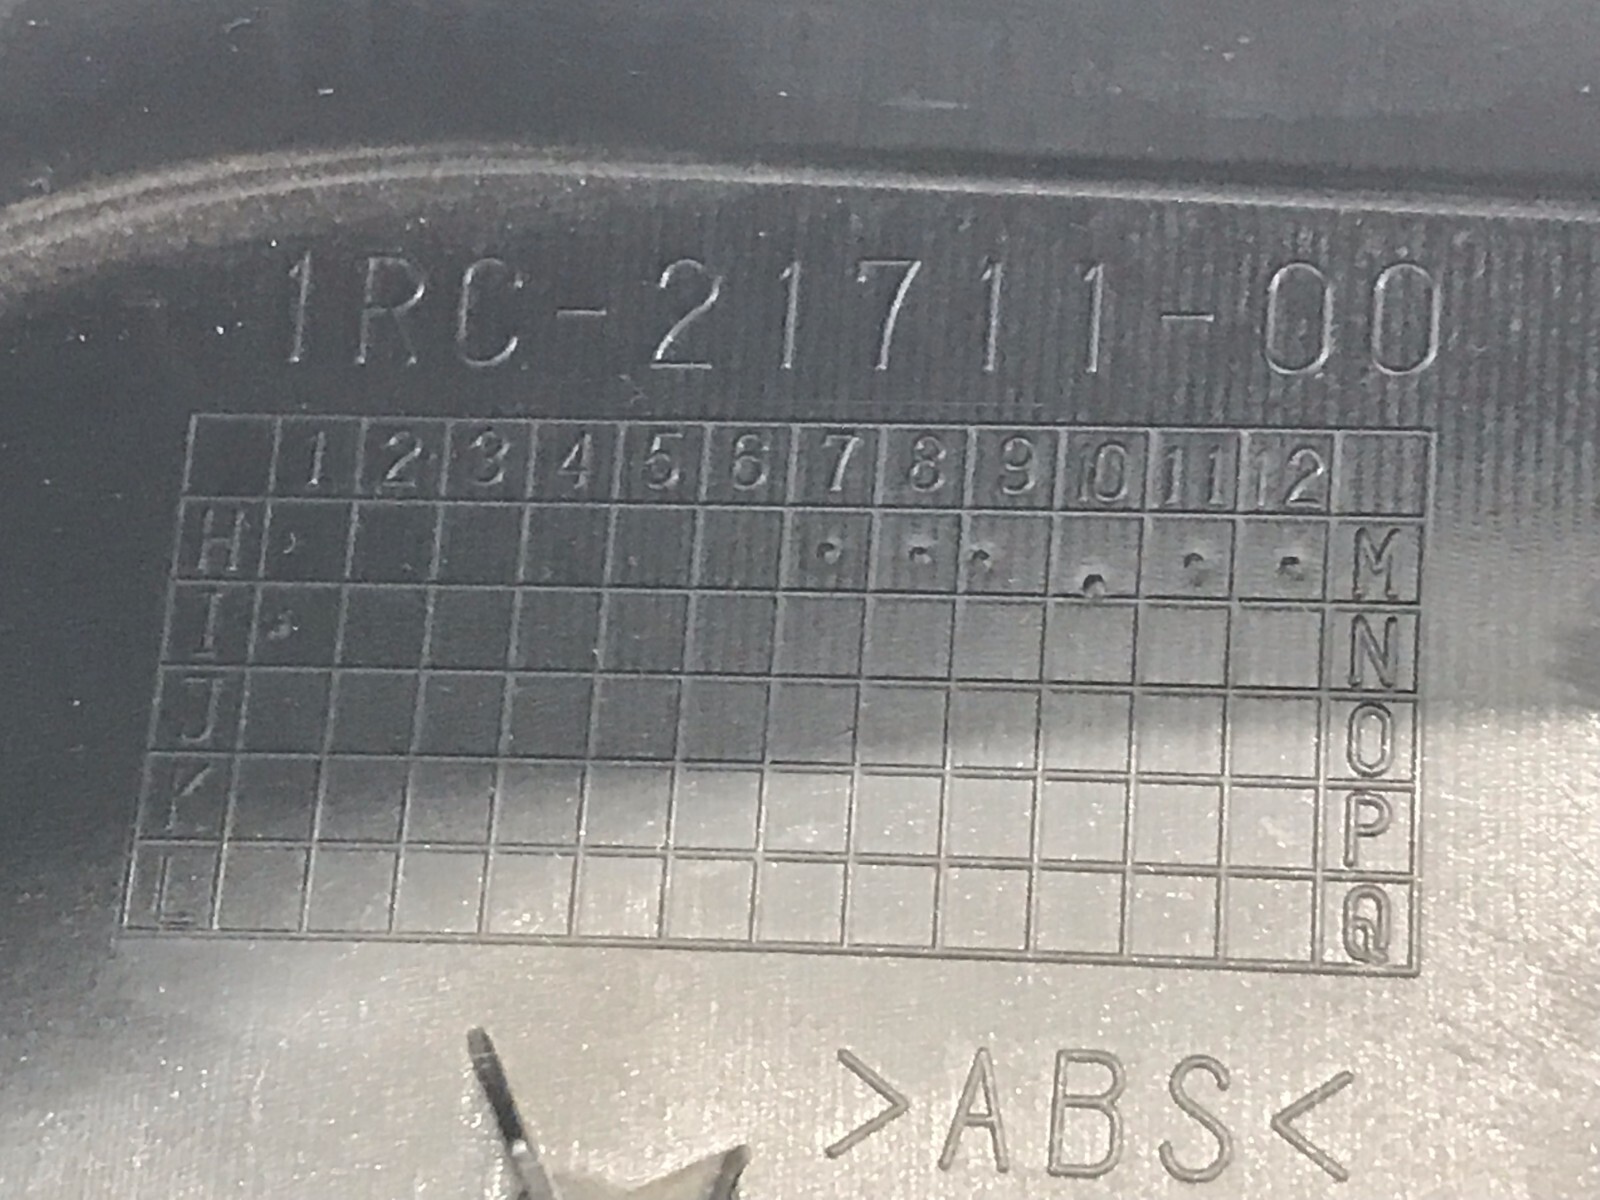 1RC-21711-00
1 2 3 4 5 6 7 8 9 10 11 12
H M
I N
J O
K P
L Q
>ABS<